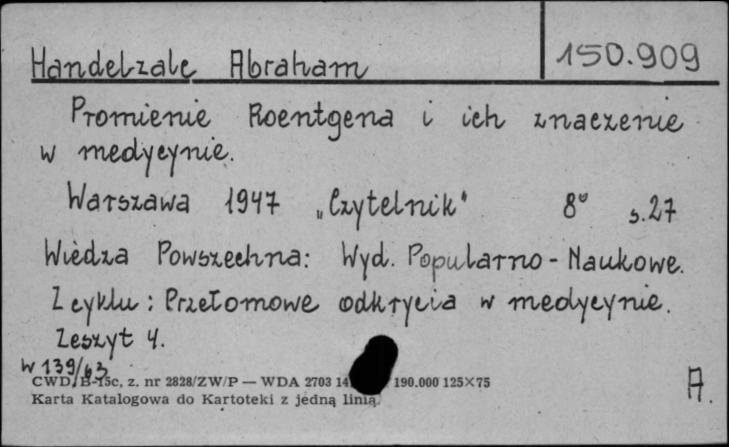 Handelzalc Abraham 150.909
Promienie Roentgena i ich znaczenie
w medycynie.
Warszawa 1947 „Czytelnik" 8° s.27
Wiedza Powszechna: Wyd. Popularno-Naukowe.
Z cyklu: Przełomowe odkrycia w medycynie.
Zeszyt 4.
W 139/63
CWD, B-15c, z. nr 2828/ZW/P — WDA 2703 14 190.000 125×75
Karta Katalogowa do Kartoteki z jedną linią.
A.